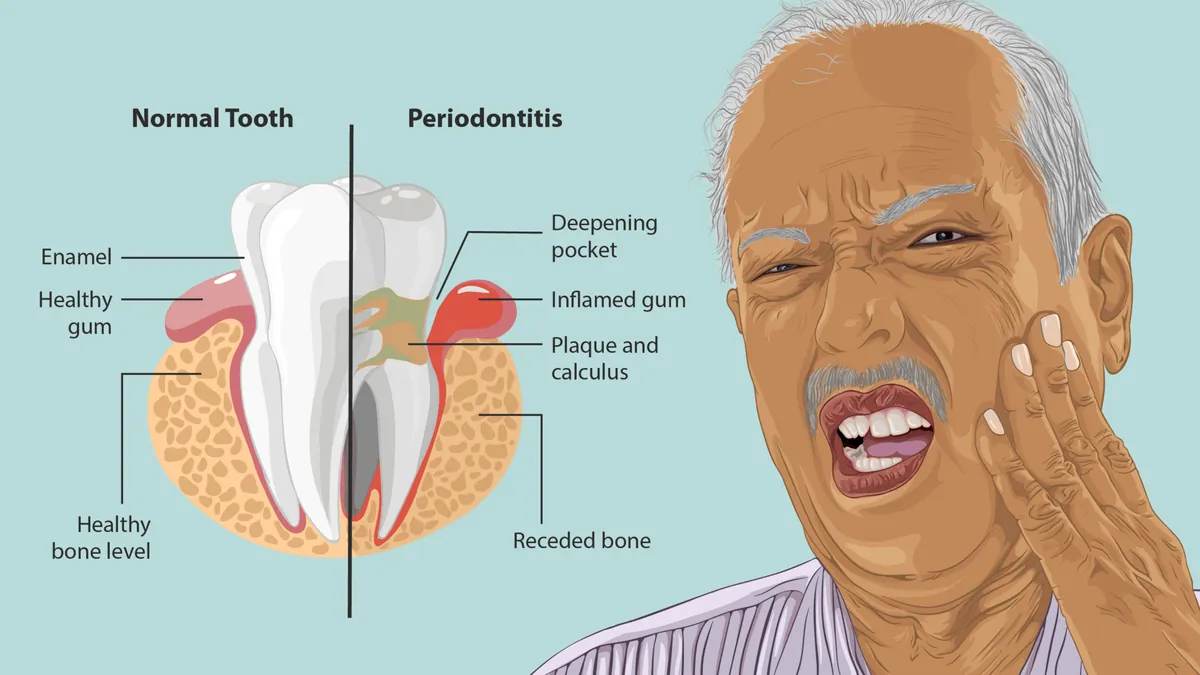 Normal Tooth
Periodontitis
Enamel
Healthy
gum
Healthy
bone level
Deepening
pocket
Inflamed gum
Plaque and
calculus
Receded bone